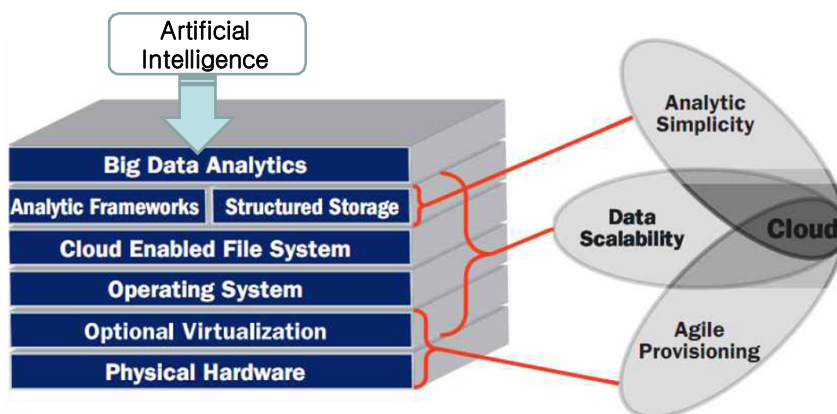 Artificial
Intelligence
Big Data Analytics
Analytic Frameworks
Structured Storage
Cloud Enabled File System
Operating System
Optional Virtualization
Physical Hardware
Analytic
Simplicity
Data
Scalability
Cloud
Agile
Provisioning